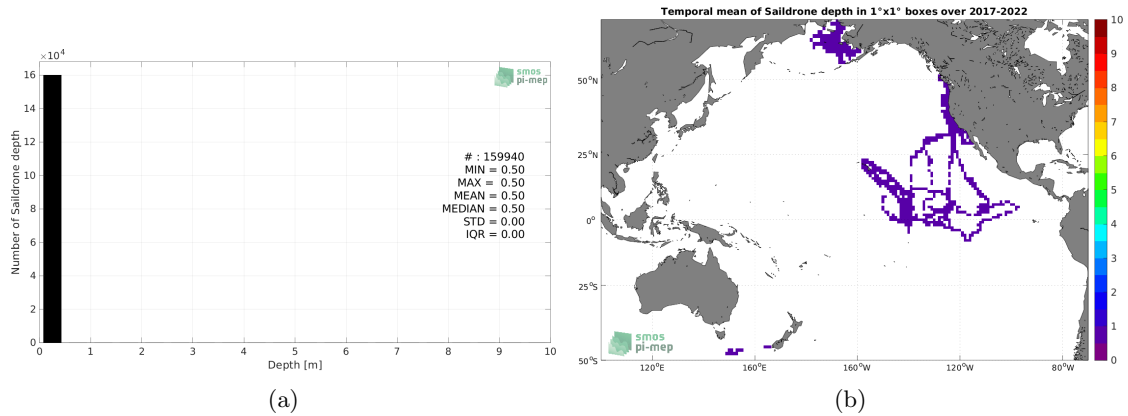 ×10⁴
16
14
12
10
8
6
4
2
0
Number of Saildrone depth
0 1 2 3 4 5 6 7 8 9 10
Depth [m]
smos
pi-mep
# : 159940
MIN = 0.50
MAX = 0.50
MEAN = 0.50
MEDIAN = 0.50
STD = 0.00
IQR = 0.00
(a)
Temporal mean of Saildrone depth in 1°x1° boxes over 2017-2022
50°N
25°N
0°
25°S
50°S
120°E 160°E 160°W 120°W 80°W
smos
pi-mep
10
9
8
7
6
5
4
3
2
1
0
(b)